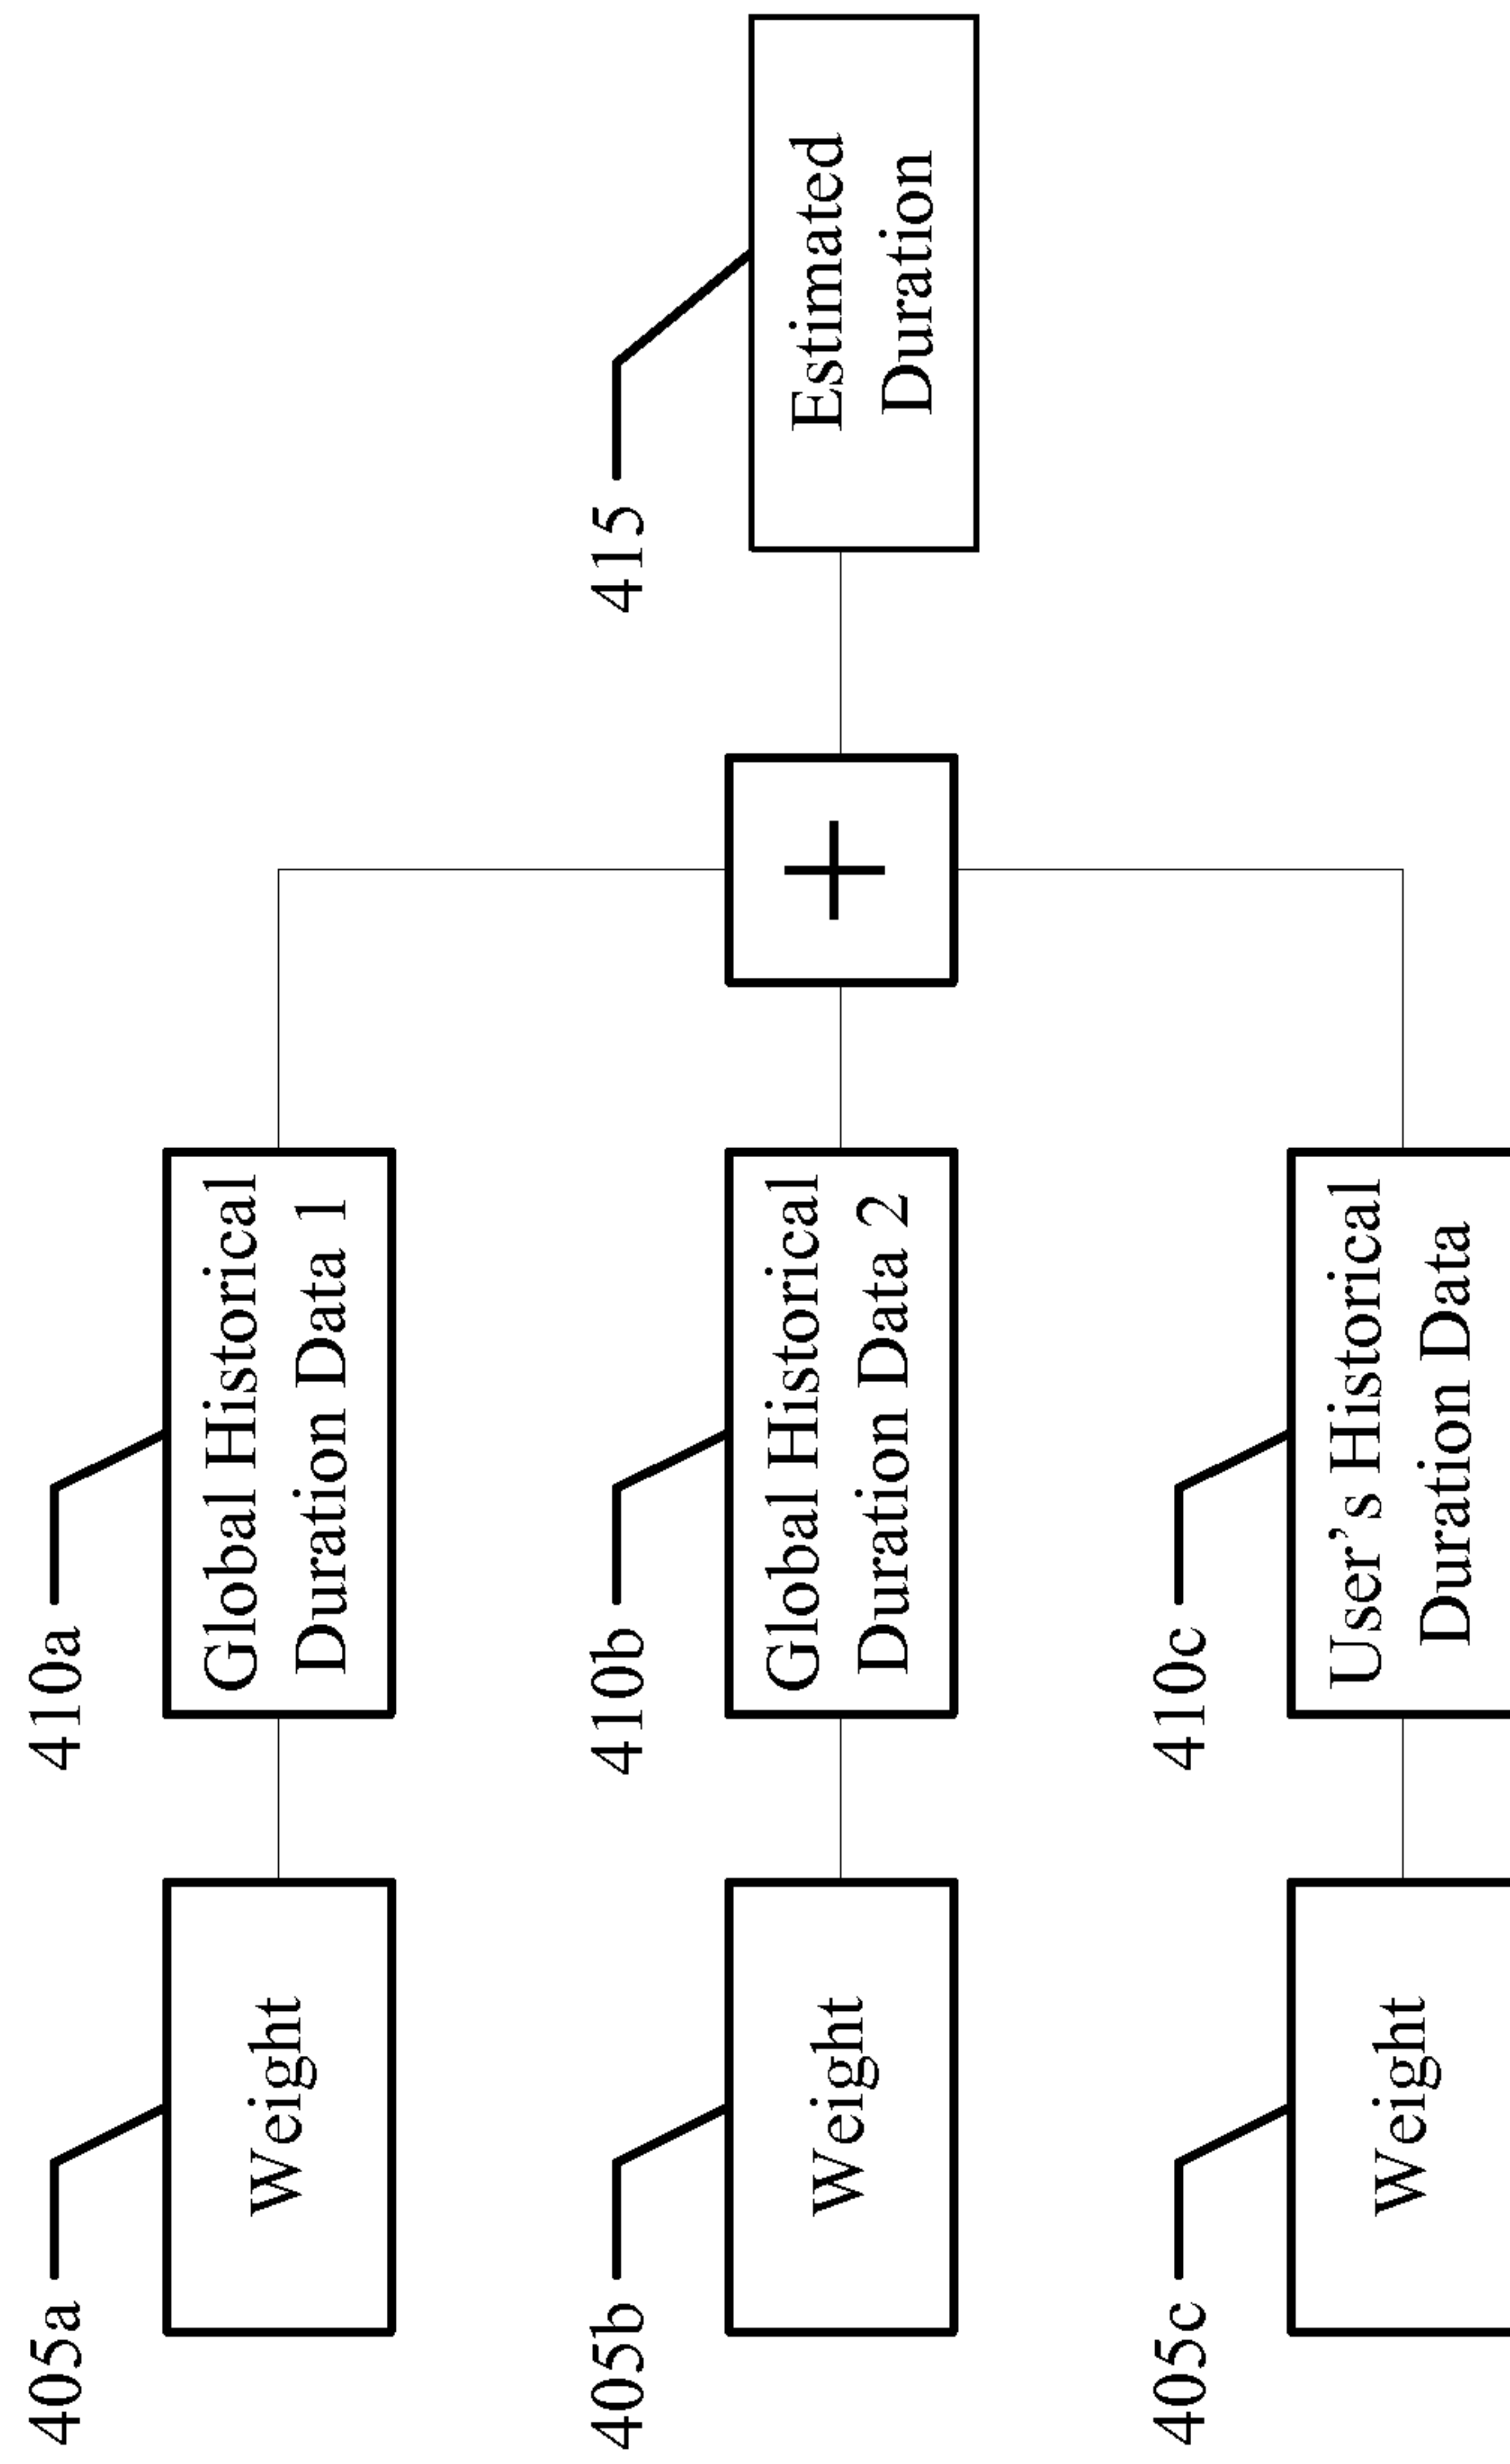 405a
Weight
410a
Global Historical
Duration Data 1
405b
Weight
410b
Global Historical
Duration Data 2
405c
Weight
410c
User's Historical
Duration Data
+
415
Estimated
Duration